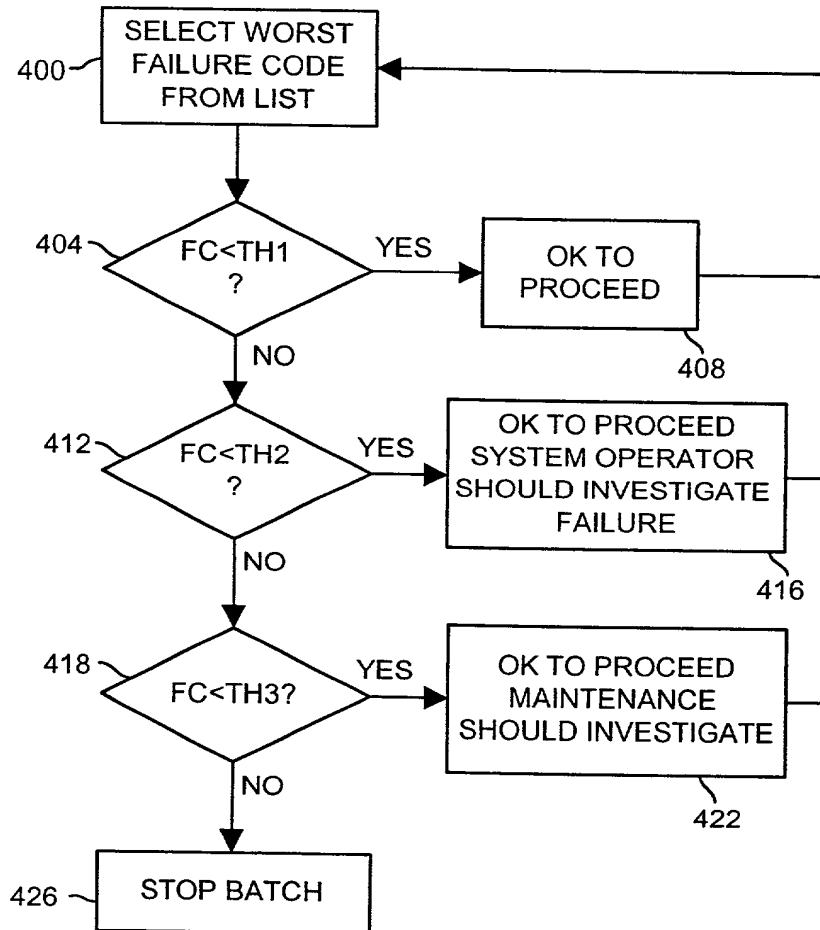 SELECT WORST
FAILURE CODE
FROM LIST
400
FC<TH1
?
404
YES
OK TO
PROCEED
408
NO
FC<TH2
?
412
YES
OK TO PROCEED
SYSTEM OPERATOR
SHOULD INVESTIGATE
FAILURE
416
NO
418
FC<TH3?
YES
OK TO PROCEED
MAINTENANCE
SHOULD INVESTIGATE
422
NO
STOP BATCH
426